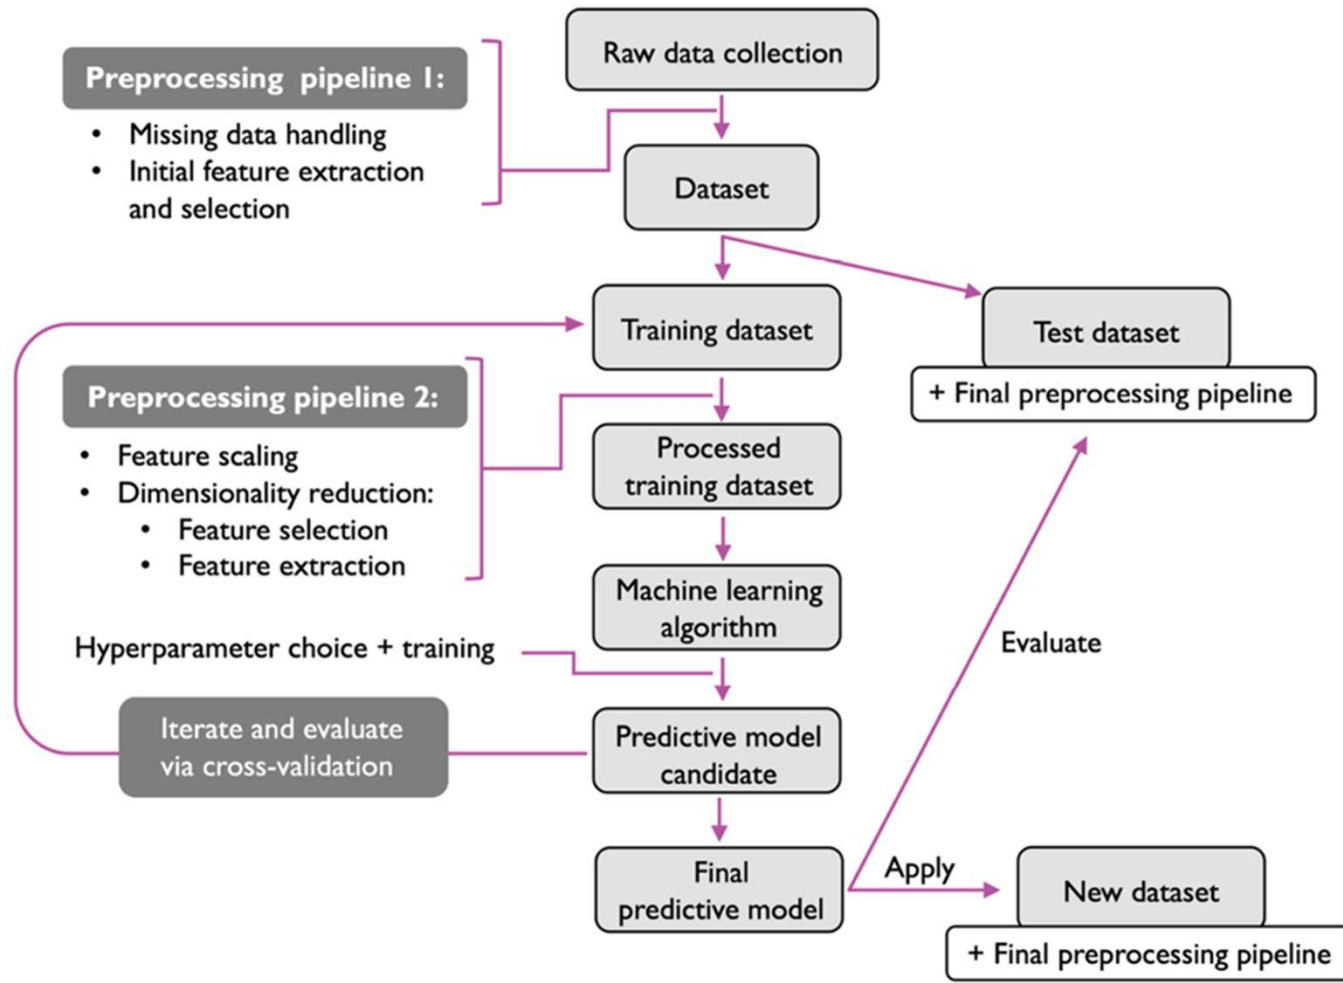 Raw data collection
Preprocessing pipeline 1:
• Missing data handling
• Initial feature extraction
and selection
Dataset
Training dataset
Test dataset
+ Final preprocessing pipeline
Preprocessing pipeline 2:
• Feature scaling
• Dimensionality reduction:
• Feature selection
• Feature extraction
Processed
training dataset
Machine learning
algorithm
Hyperparameter choice + training
Evaluate
Iterate and evaluate
via cross-validation
Predictive model
candidate
Final
predictive model
Apply
New dataset
+ Final preprocessing pipeline